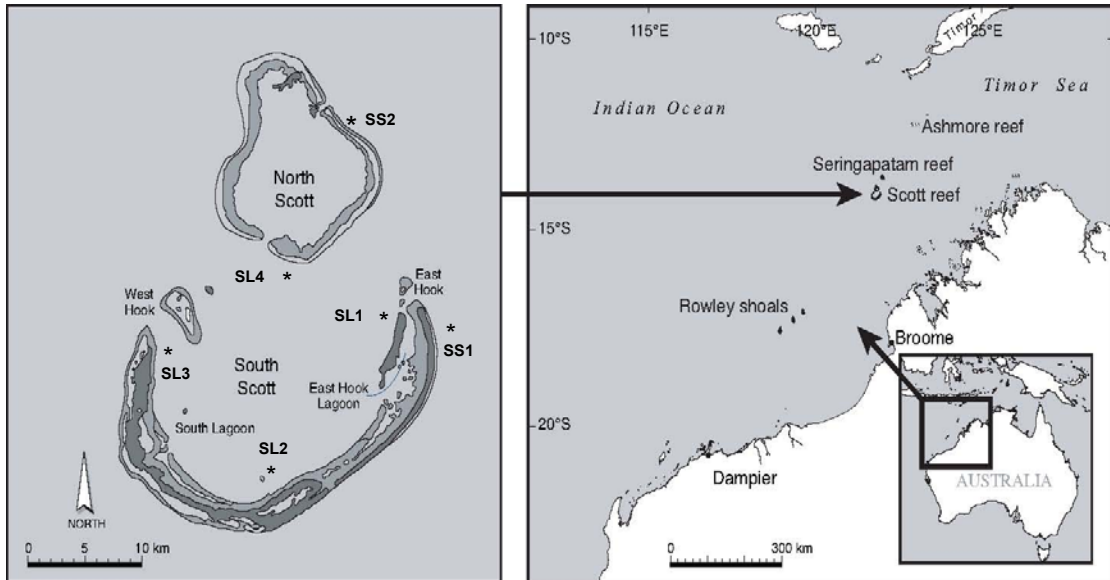 * SS2
North
Scott
SL4 *
West
Hook
East
Hook
SL1 *
*
SS1
*
SL3
South
Scott
East Hook
Lagoon
South Lagoon
SL2
*
NORTH
0 5 10 km
115°E 120°E 125°E
10°S
Timor
Indian Ocean
Timor Sea
Ashmore reef
Seringapatam reef
Scott reef
15°S
Rowley shoals
Broome
20°S
Dampier
AUSTRALIA
0 300 km